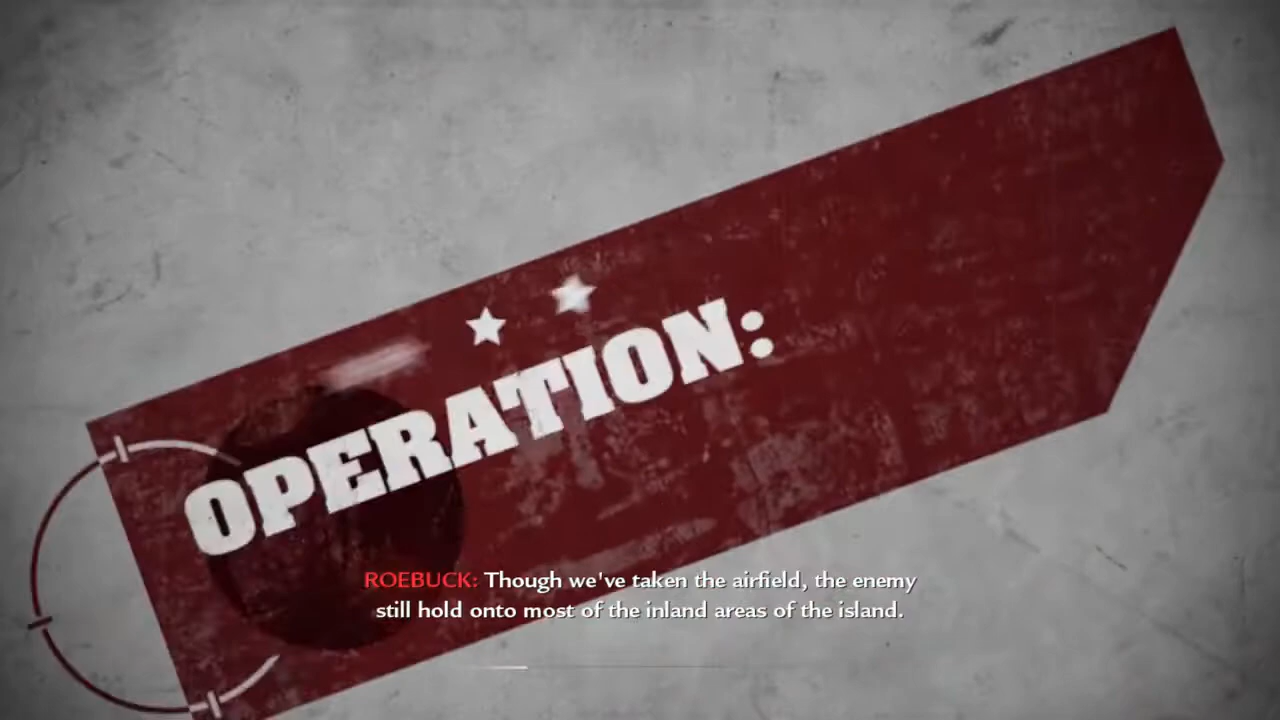 OPERATION:
ROEBUCK: Though we've taken the airfield, the enemy
still hold onto most of the inland areas of the island.